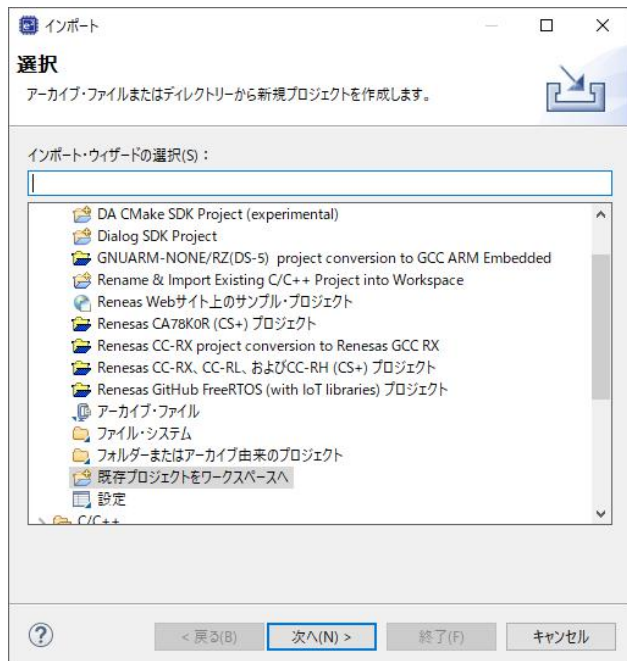 インポート
選択
アーカイブ・ファイルまたはディレクトリーから新規プロジェクトを作成します。
インポート・ウィザードの選択(S)：
DA CMake SDK Project (experimental)
Dialog SDK Project
GNUARM-NONE/RZ(DS-5) project conversion to GCC ARM Embedded
Rename & Import Existing C/C++ Project into Workspace
Reneas Webサイト上のサンプル・プロジェクト
Renesas CA78K0R (CS+) プロジェクト
Renesas CC-RX project conversion to Renesas GCC RX
Renesas CC-RX、CC-RL、およびCC-RH (CS+) プロジェクト
Renesas GitHub FreeRTOS (with IoT libraries) プロジェクト
アーカイブ・ファイル
ファイル・システム
フォルダーまたはアーカイブ由来のプロジェクト
既存プロジェクトをワークスペースへ
設定
C/C++
< 戻る(B) 次へ(N) > 終了(F) キャンセル